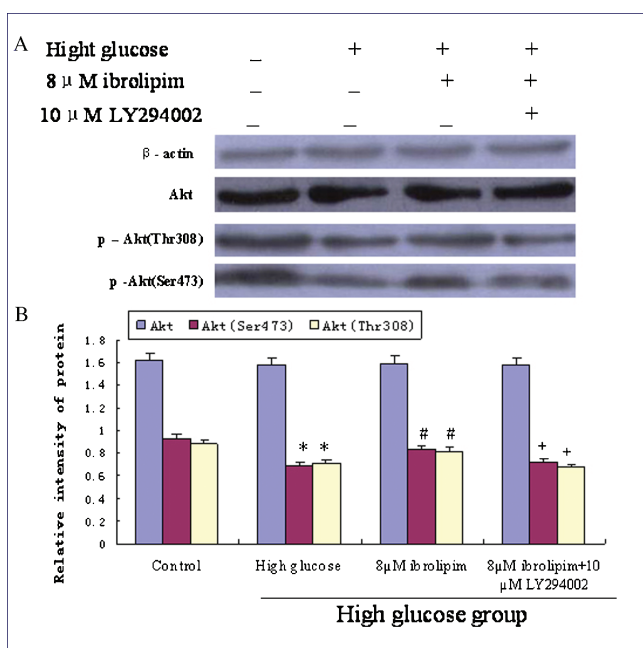 A
Hight glucose _ + + +
8 μM ibrolipim _ _ + +
10 μM LY294002 _ _ _ +
β-actin
Akt
p - Akt(Thr308)
p -Akt(Ser473)
B
Akt Akt(Ser473) Akt(Thr308)
Relative intensity of protein
1.8
1.6
1.4
1.2
1
0.8
0.6
0.4
0.2
0
* *
# #
+ +
Control High glucose 8μM ibrolipim 8μM ibrolipim+10
μM LY294002
High glucose group